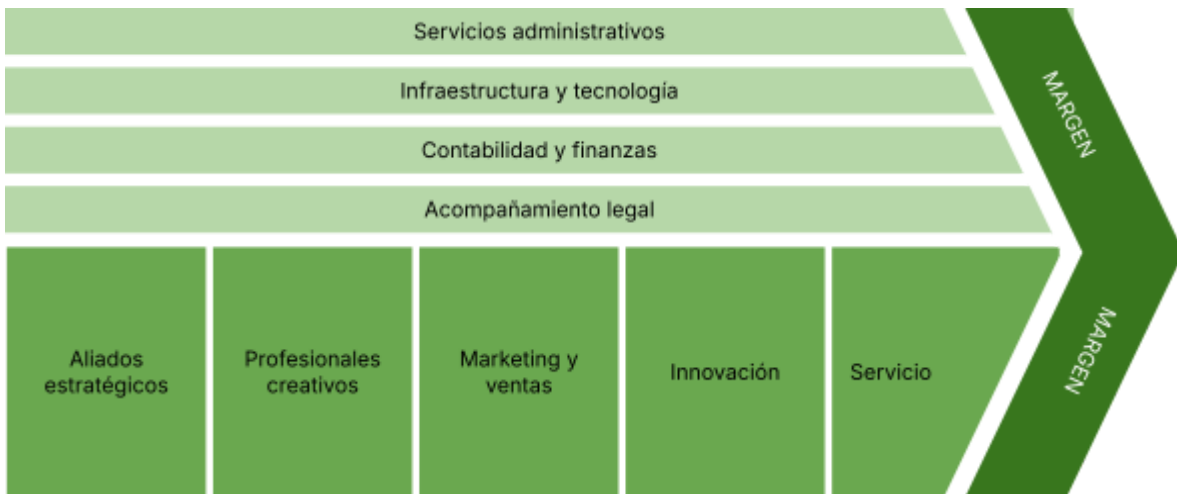 Servicios administrativos
Infraestructura y tecnología
Contabilidad y finanzas
Acompañamiento legal
MARGEN
Aliados
estratégicos
Profesionales
creativos
Marketing y
ventas
Innovación
Servicio
MARGEN